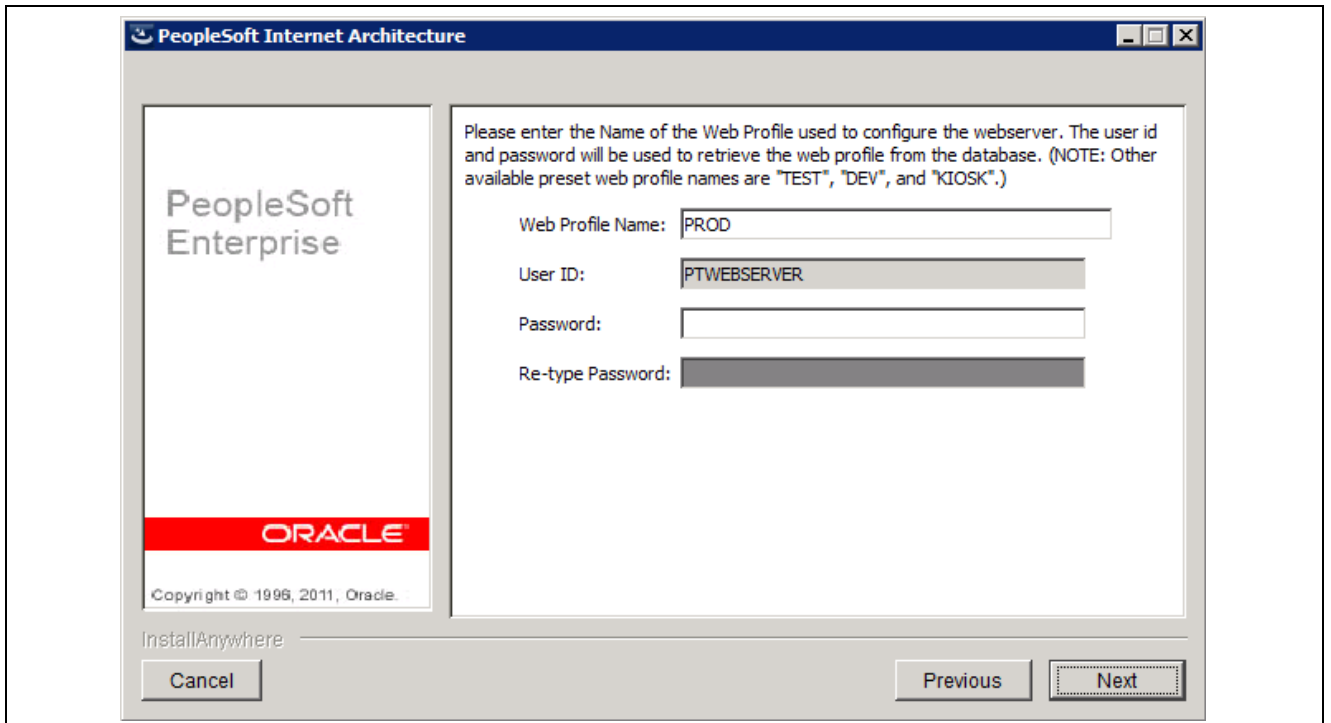 PeopleSoft Internet Architecture
PeopleSoft
Enterprise
ORACLE
Copyright © 1996, 2011, Oracle.
Please enter the Name of the Web Profile used to configure the webserver. The user id
and password will be used to retrieve the web profile from the database. (NOTE: Other
available preset web profile names are "TEST", "DEV", and "KIOSK".)
Web Profile Name: PROD
User ID: PTWEBSERVER
Password:
Re-type Password:
InstallAnywhere
Cancel Previous Next